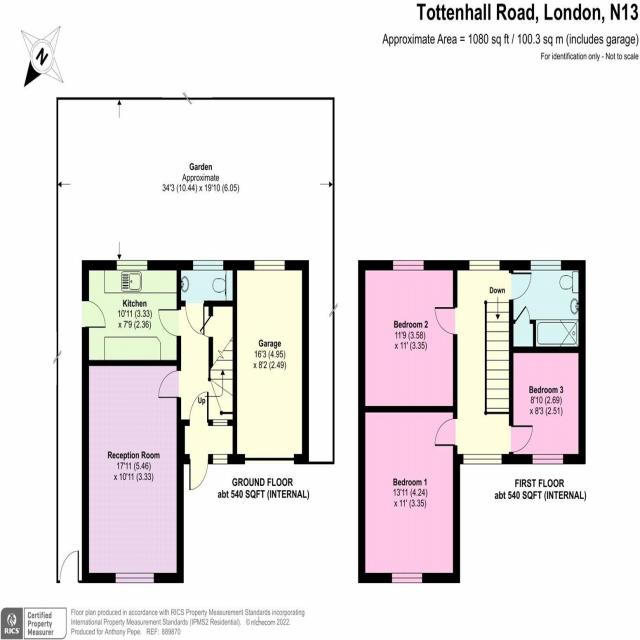 Tottenhall Road, London, N13
Approximate Area = 1080 sq ft / 100.3 sq m (includes garage)
For identification only - Not to scale
N
Garden
Approximate
34'3 (10.44) x 19'10 (6.05)
Kitchen
10'11 (3.33)
x 7'9 (2.36)
Garage
16'3 (4.95)
x 8'2 (2.49)
Up
Reception Room
17'11 (5.46)
x 10'11 (3.33)
GROUND FLOOR
abt 540 SQFT (INTERNAL)
Down
Bedroom 2
11'9 (3.58)
x 11' (3.35)
Bedroom 3
8'10 (2.69)
x 8'3 (2.51)
Bedroom 1
13'11 (4.24)
x 11' (3.35)
FIRST FLOOR
abt 540 SQFT (INTERNAL)
RICS
Certified
Property
Measurer
Floor plan produced in accordance with RICS Property Measurement Standards incorporating
International Property Measurement Standards (IPMS2 Residential). © nichecom 2022.
Produced for Anthony Pepe. REF: 889870